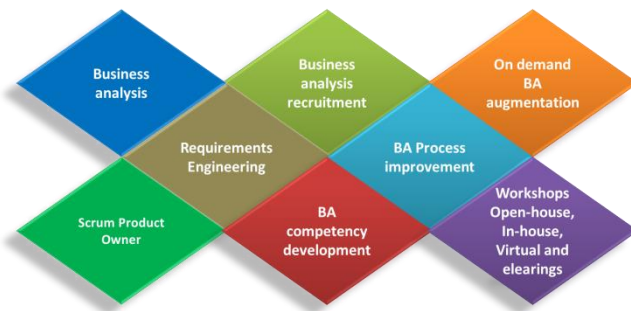 Business
analysis
Business
analysis
recruitment
On demand
BA
augmentation
Requirements
Engineering
BA Process
improvement
Scrum Product
Owner
BA
competency
development
Workshops
Open-house,
In-house,
Virtual and
elearings